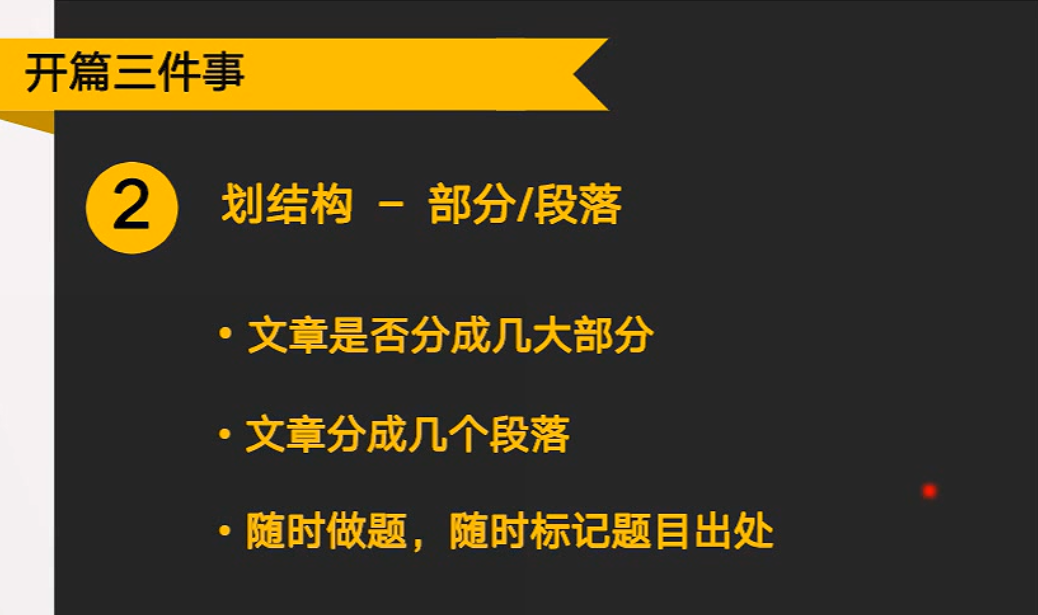 开篇三件事
2 划结构 - 部分/段落
• 文章是否分成几大部分
• 文章分成几个段落
• 随时做题，随时标记题目出处